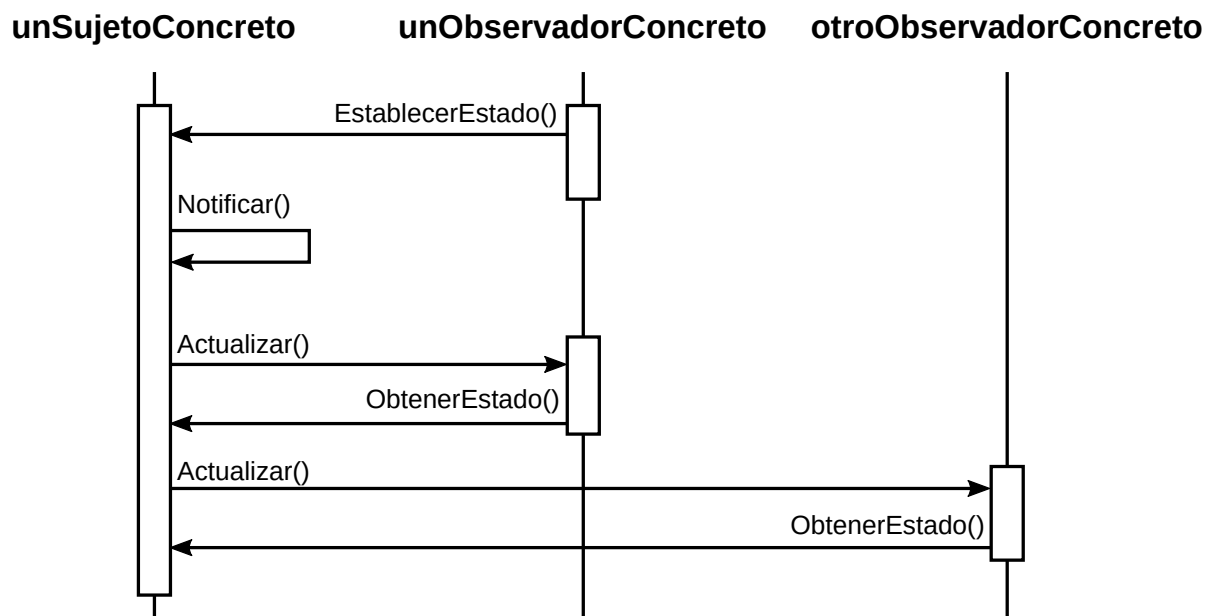 unSujetoConcreto unObservadorConcreto otroObservadorConcreto
EstablecerEstado()
Notificar()
Actualizar()
ObtenerEstado()
Actualizar()
ObtenerEstado()